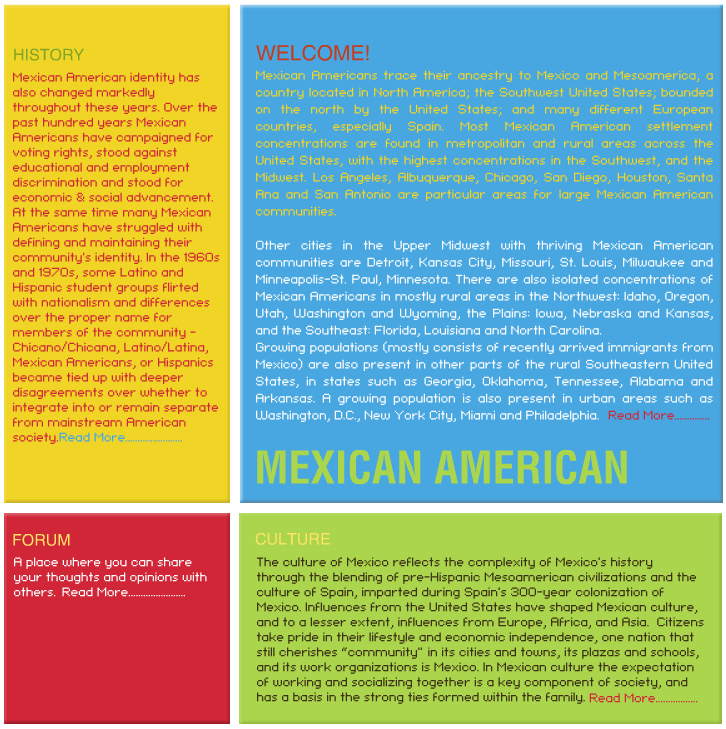 HISTORY
Mexican American identity has
also changed markedly
throughout these years. Over the
past hundred years Mexican
Americans have campaigned for
voting rights, stood against
educational and employment
discrimination and stood for
economic & social advancement.
At the same time many Mexican
Americans have struggled with
defining and maintaining their
community's identity. In the 1960s
and 1970s, some Latino and
Hispanic student groups flirted
with nationalism and differences
over the proper name for
members of the community -
Chicano/Chicana, Latino/Latina,
Mexican Americans, or Hispanics
became tied up with deeper
disagreements over whether to
integrate into or remain separate
from mainstream American
society.Read More.......................
WELCOME!
Mexican Americans trace their ancestry to Mexico and Mesoamerica, a
country located in North America; the Southwest United States; bounded
on the north by the United States; and many different European
countries, especially Spain. Most Mexican American settlement
concentrations are found in metropolitan and rural areas across the
United States, with the highest concentrations in the Southwest, and the
Midwest. Los Angeles, Albuquerque, Chicago, San Diego, Houston, Santa
Ana and San Antonio are particular areas for large Mexican American
communities.
Other cities in the Upper Midwest with thriving Mexican American
communities are Detroit, Kansas City, Missouri, St. Louis, Milwaukee and
Minneapolis-St. Paul, Minnesota. There are also isolated concentrations of
Mexican Americans in mostly rural areas in the Northwest: Idaho, Oregon,
Utah, Washington and Wyoming, the Plains: Iowa, Nebraska and Kansas,
and the Southeast: Florida, Louisiana and North Carolina.
Growing populations (mostly consists of recently arrived immigrants from
Mexico) are also present in other parts of the rural Southeastern United
States, in states such as Georgia, Oklahoma, Tennessee, Alabama and
Arkansas. A growing population is also present in urban areas such as
Washington, D.C., New York City, Miami and Philadelphia. Read More..............
MEXICAN AMERICAN
FORUM
A place where you can share
your thoughts and opinions with
others. Read More.......................
CULTURE
The culture of Mexico reflects the complexity of Mexico's history
through the blending of pre-Hispanic Mesoamerican civilizations and the
culture of Spain, imparted during Spain's 300-year colonization of
Mexico. Influences from the United States have shaped Mexican culture,
and to a lesser extent, influences from Europe, Africa, and Asia. Citizens
take pride in their lifestyle and economic independence, one nation that
still cherishes “community" in its cities and towns, its plazas and schools,
and its work organizations is Mexico. In Mexican culture the expectation
of working and socializing together is a key component of society, and
has a basis in the strong ties formed within the family. Read More.................